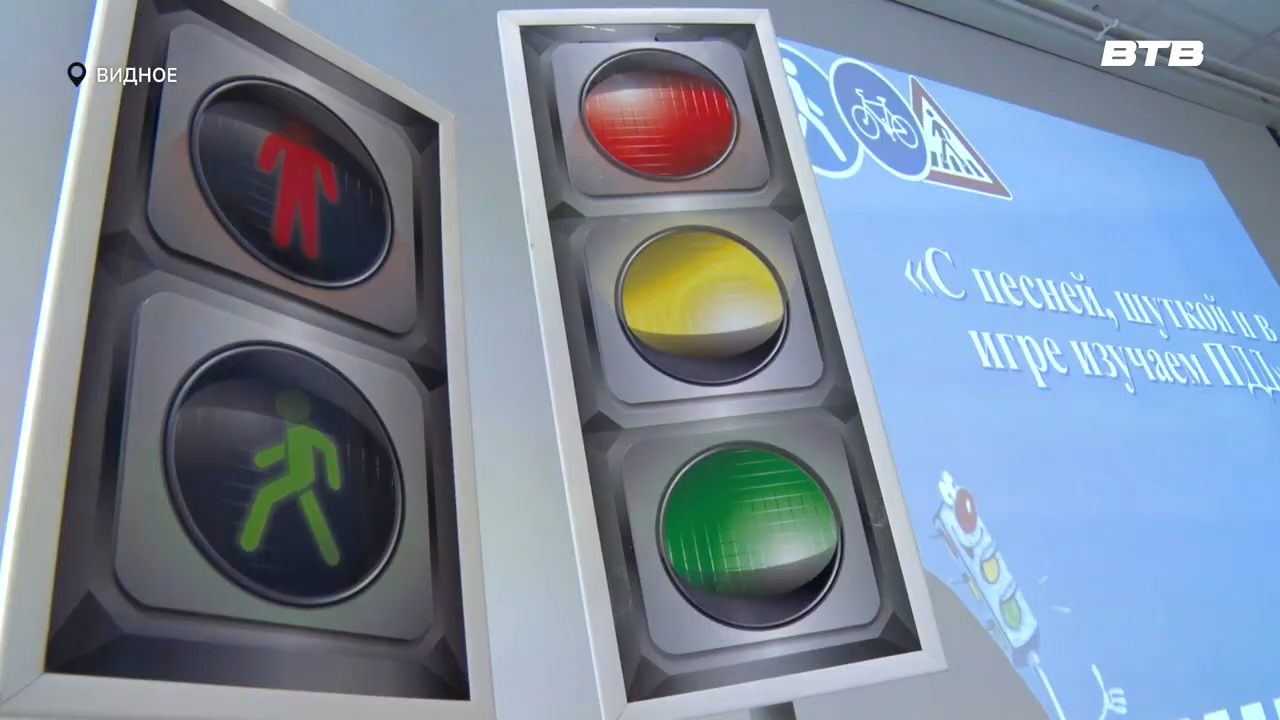 ВИДНОЕ
ВТВ
«С песней, шуткой и в
игре изучаем ПДД»